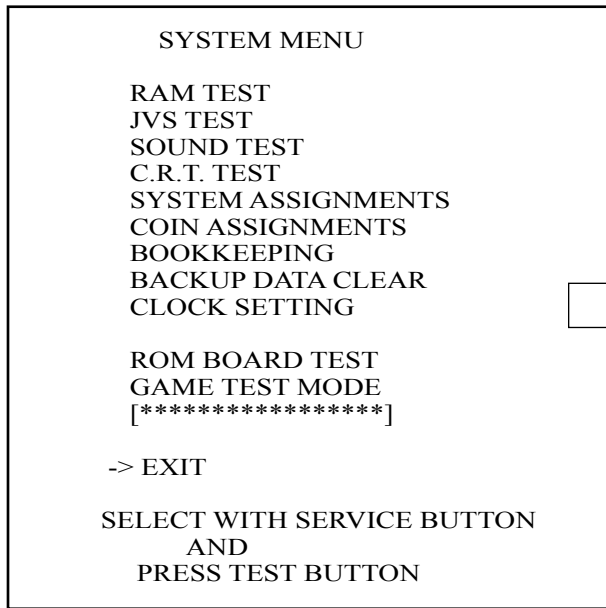 SYSTEM MENU
RAM TEST
JVS TEST
SOUND TEST
C.R.T. TEST
SYSTEM ASSIGNMENTS
COIN ASSIGNMENTS
BOOKKEEPING
BACKUP DATA CLEAR
CLOCK SETTING
ROM BOARD TEST
GAME TEST MODE
[*****************]
-> EXIT
SELECT WITH SERVICE BUTTON
AND
PRESS TEST BUTTON